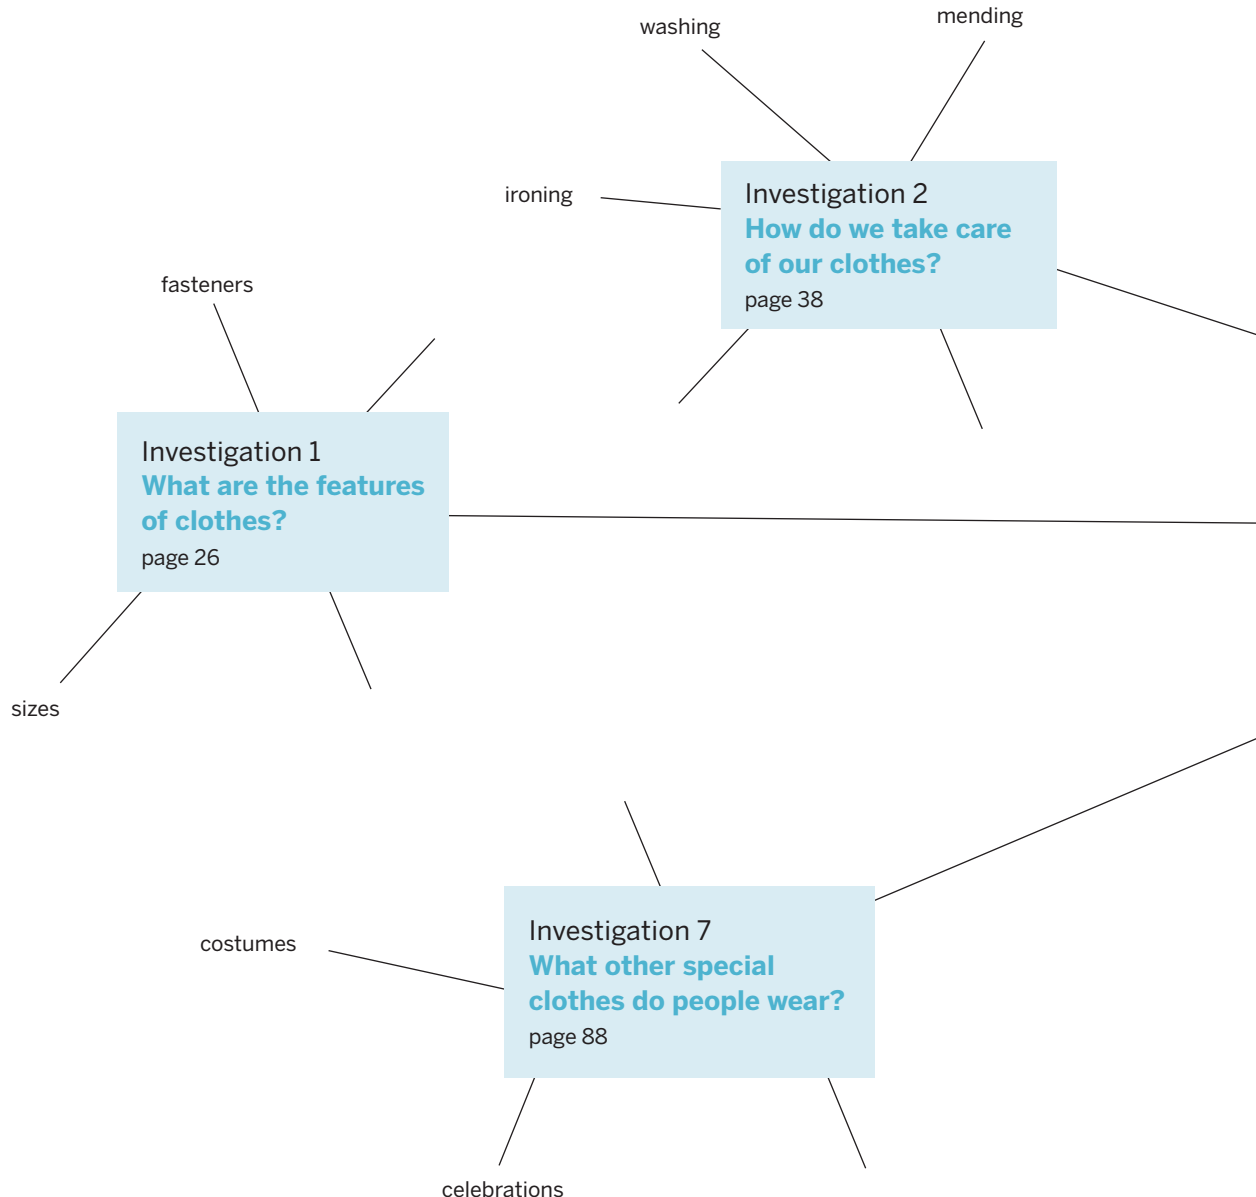 mending
washing
ironing
Investigation 2
How do we take care
of our clothes?
page 38
fasteners
Investigation 1
What are the features
of clothes?
page 26
sizes
costumes
Investigation 7
What other special
clothes do people wear?
page 88
celebrations